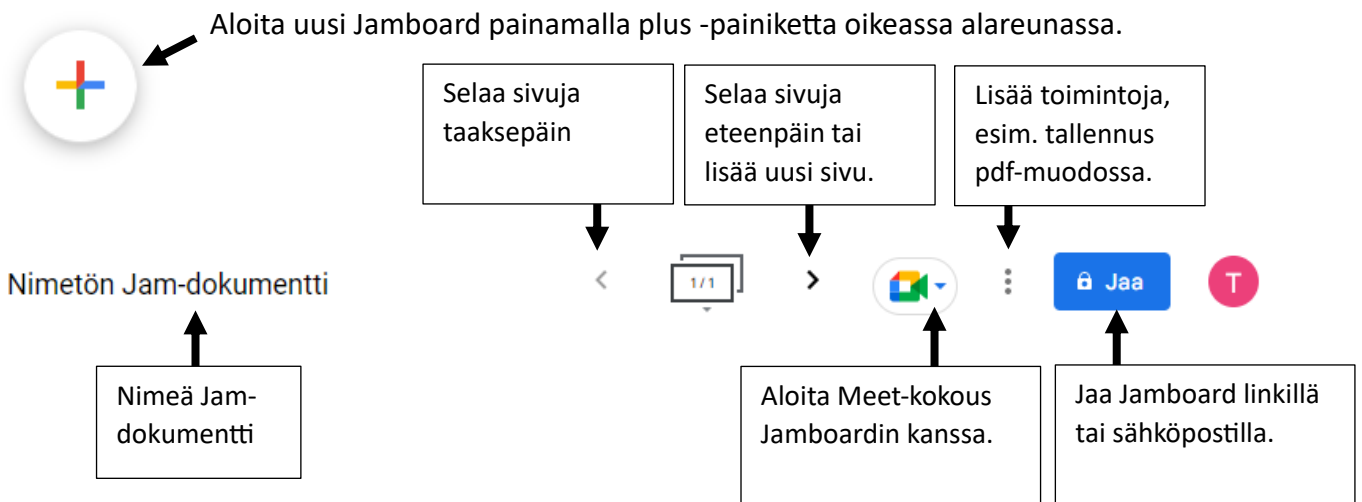 Aloita uusi Jamboard painamalla plus -painiketta oikeassa alareunassa.
Selaa sivuja
taaksepäin
Selaa sivuja
eteenpäin tai
lisää uusi sivu.
Lisää toimintoja,
esim. tallennus
pdf-muodossa.
Nimetön Jam-dokumentti
1/1
Jaa
T
Nimeä Jam-
dokumentti
Aloita Meet-kokous
Jamboardin kanssa.
Jaa Jamboard linkillä
tai sähköpostilla.